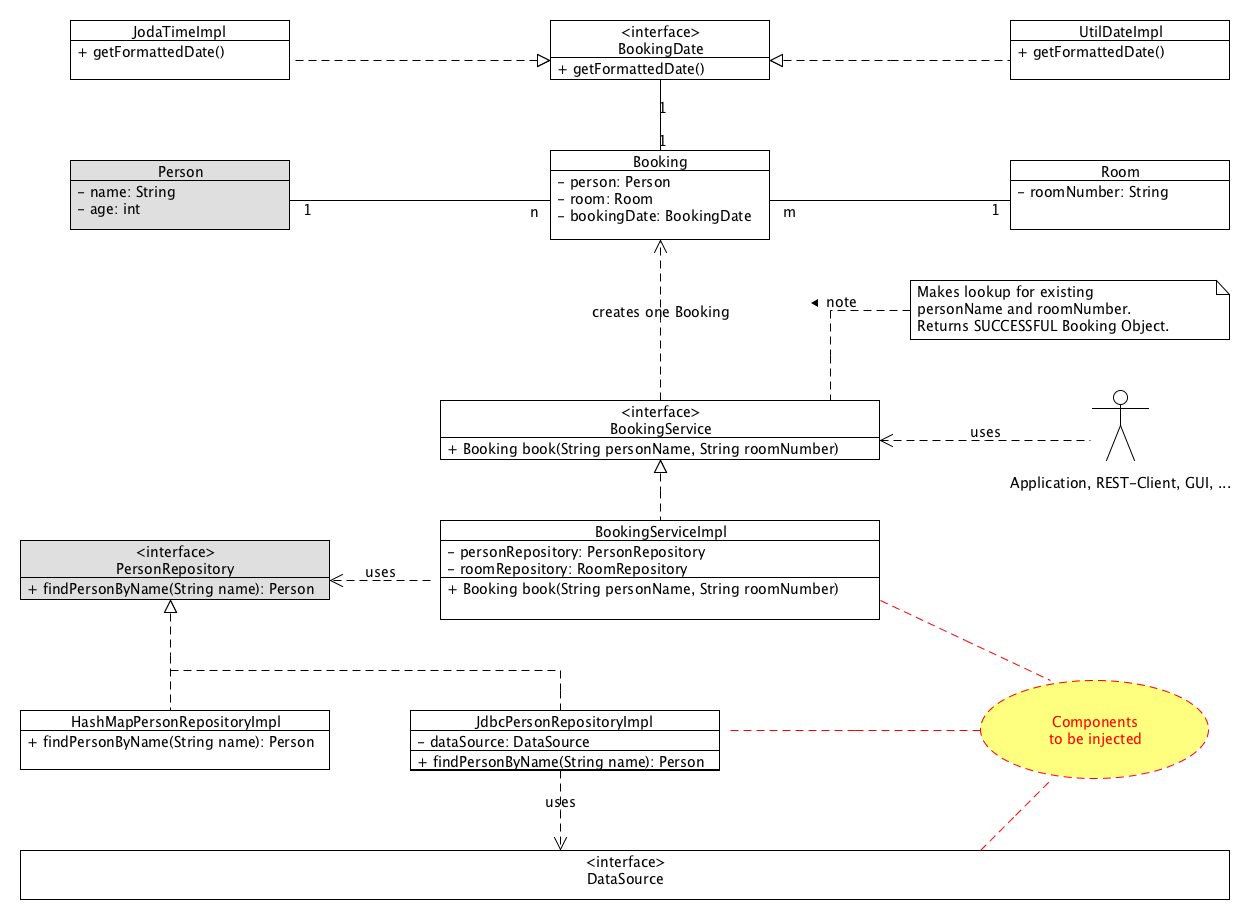 JodaTimeImpl
+ getFormattedDate()
<interface>
BookingDate
+ getFormattedDate()
UtilDateImpl
+ getFormattedDate()
1
1
Person
– name: String
– age: int
1
n
Booking
– person: Person
– room: Room
– bookingDate: BookingDate
m
1
Room
– roomNumber: String
creates one Booking
◄ note
Makes lookup for existing
personName and roomNumber.
Returns SUCCESSFUL Booking Object.
<interface>
BookingService
+ Booking book(String personName, String roomNumber)
uses
Application, REST–Client, GUI, ...
BookingServiceImpl
– personRepository: PersonRepository
– roomRepository: RoomRepository
+ Booking book(String personName, String roomNumber)
uses
<interface>
PersonRepository
+ findPersonByName(String name): Person
HashMapPersonRepositoryImpl
+ findPersonByName(String name): Person
JdbcPersonRepositoryImpl
– dataSource: DataSource
+ findPersonByName(String name): Person
Components
to be injected
uses
<interface>
DataSource